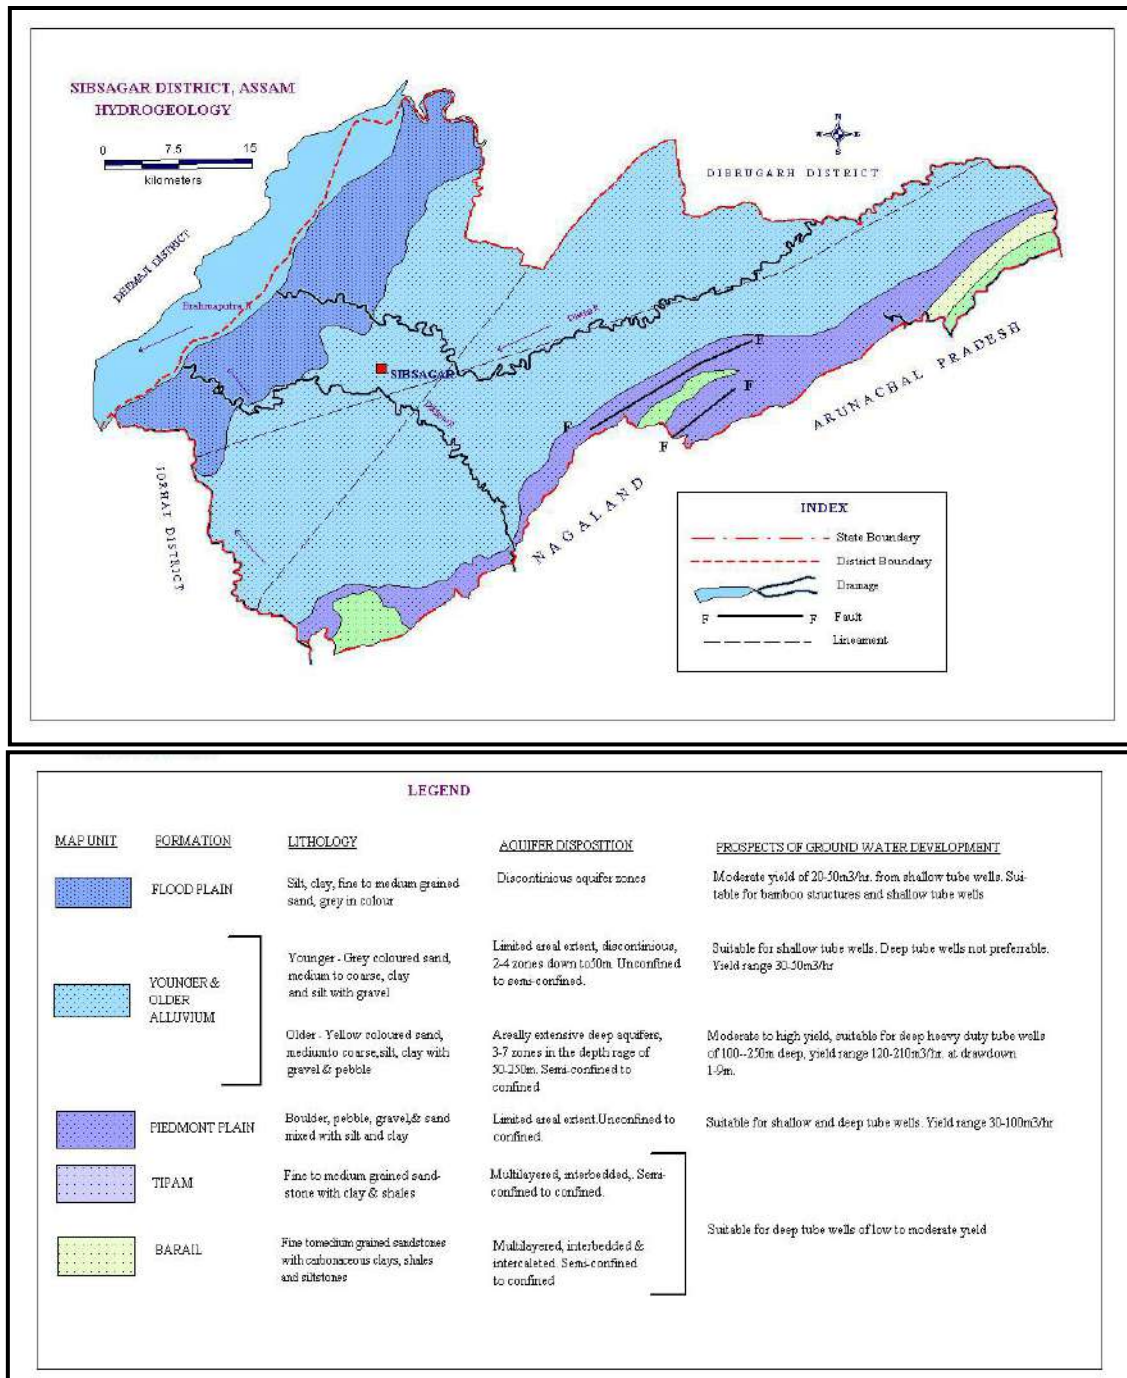 SIBSAGAR DISTRICT, ASSAM
HYDROGEOLOGY
0 7.5 15
kilometers
N
W E
S
DIBRUGARH DISTRICT
DEEMAJI DISTRICT
Brahmaputra R
Disang R
SIBSAGAR
F
F
F
F
ARUNACHAL PRADESH
NAGALAND
JORHAT DISTRICT
INDEX
State Boundary
District Boundary
Drainage
F F Fault
Lineament
LEGEND
MAP UNIT FORMATION LITHOLOGY AQUIFER DISPOSITION PROSPECTS OF GROUND WATER DEVELOPMENT
FLOOD PLAIN
Silt, clay, fine to medium grained
sand, grey in colour
Discontinious aquifer zones
Moderate yield of 20-50m3/hr. from shallow tube wells. Sui-
table for bamboo structures and shallow tube wells
YOUNGER &
OLDER
ALLUVIUM
Younger - Grey coloured sand,
medium to coarse, clay
and silt with gravel
Limited areal extent, discontinious,
2-4 zones down to50m. Unconfined
to semi-confined.
Suitable for shallow tube wells. Deep tube wells not preferrable.
Yield range 30-50m3/hr
Older - Yellow coloured sand,
mediumto coarse,silt, clay with
gravel & pebble
Areally extensive deep aquifers,
3-7 zones in the depth rage of
50-250m. Semi-confined to
confined
Moderate to high yield, suitable for deep heavy duty tube wells
of 100--250m deep, yield range 120-210m3/hr. at drawdown
1-9m.
PIEDMONT PLAIN
Boulder, pebble, gravel,& sand
mixed with silt and clay
Limited areal extent.Unconfined to
confined.
Suitable for shallow and deep tube wells. Yield range 30-100m3/hr
TIPAM
Fine to medium grained sand-
stone with clay & shales
Multilayered, interbedded,. Semi-
confined to confined.
Suitable for deep tube wells of low to moderate yield
BARAIL
Fine tomedium grained sandstones
with carbonaceous clays, shales
and siltstones
Multilayered, interbedded &
intercaleted. Semi-confined
to confined